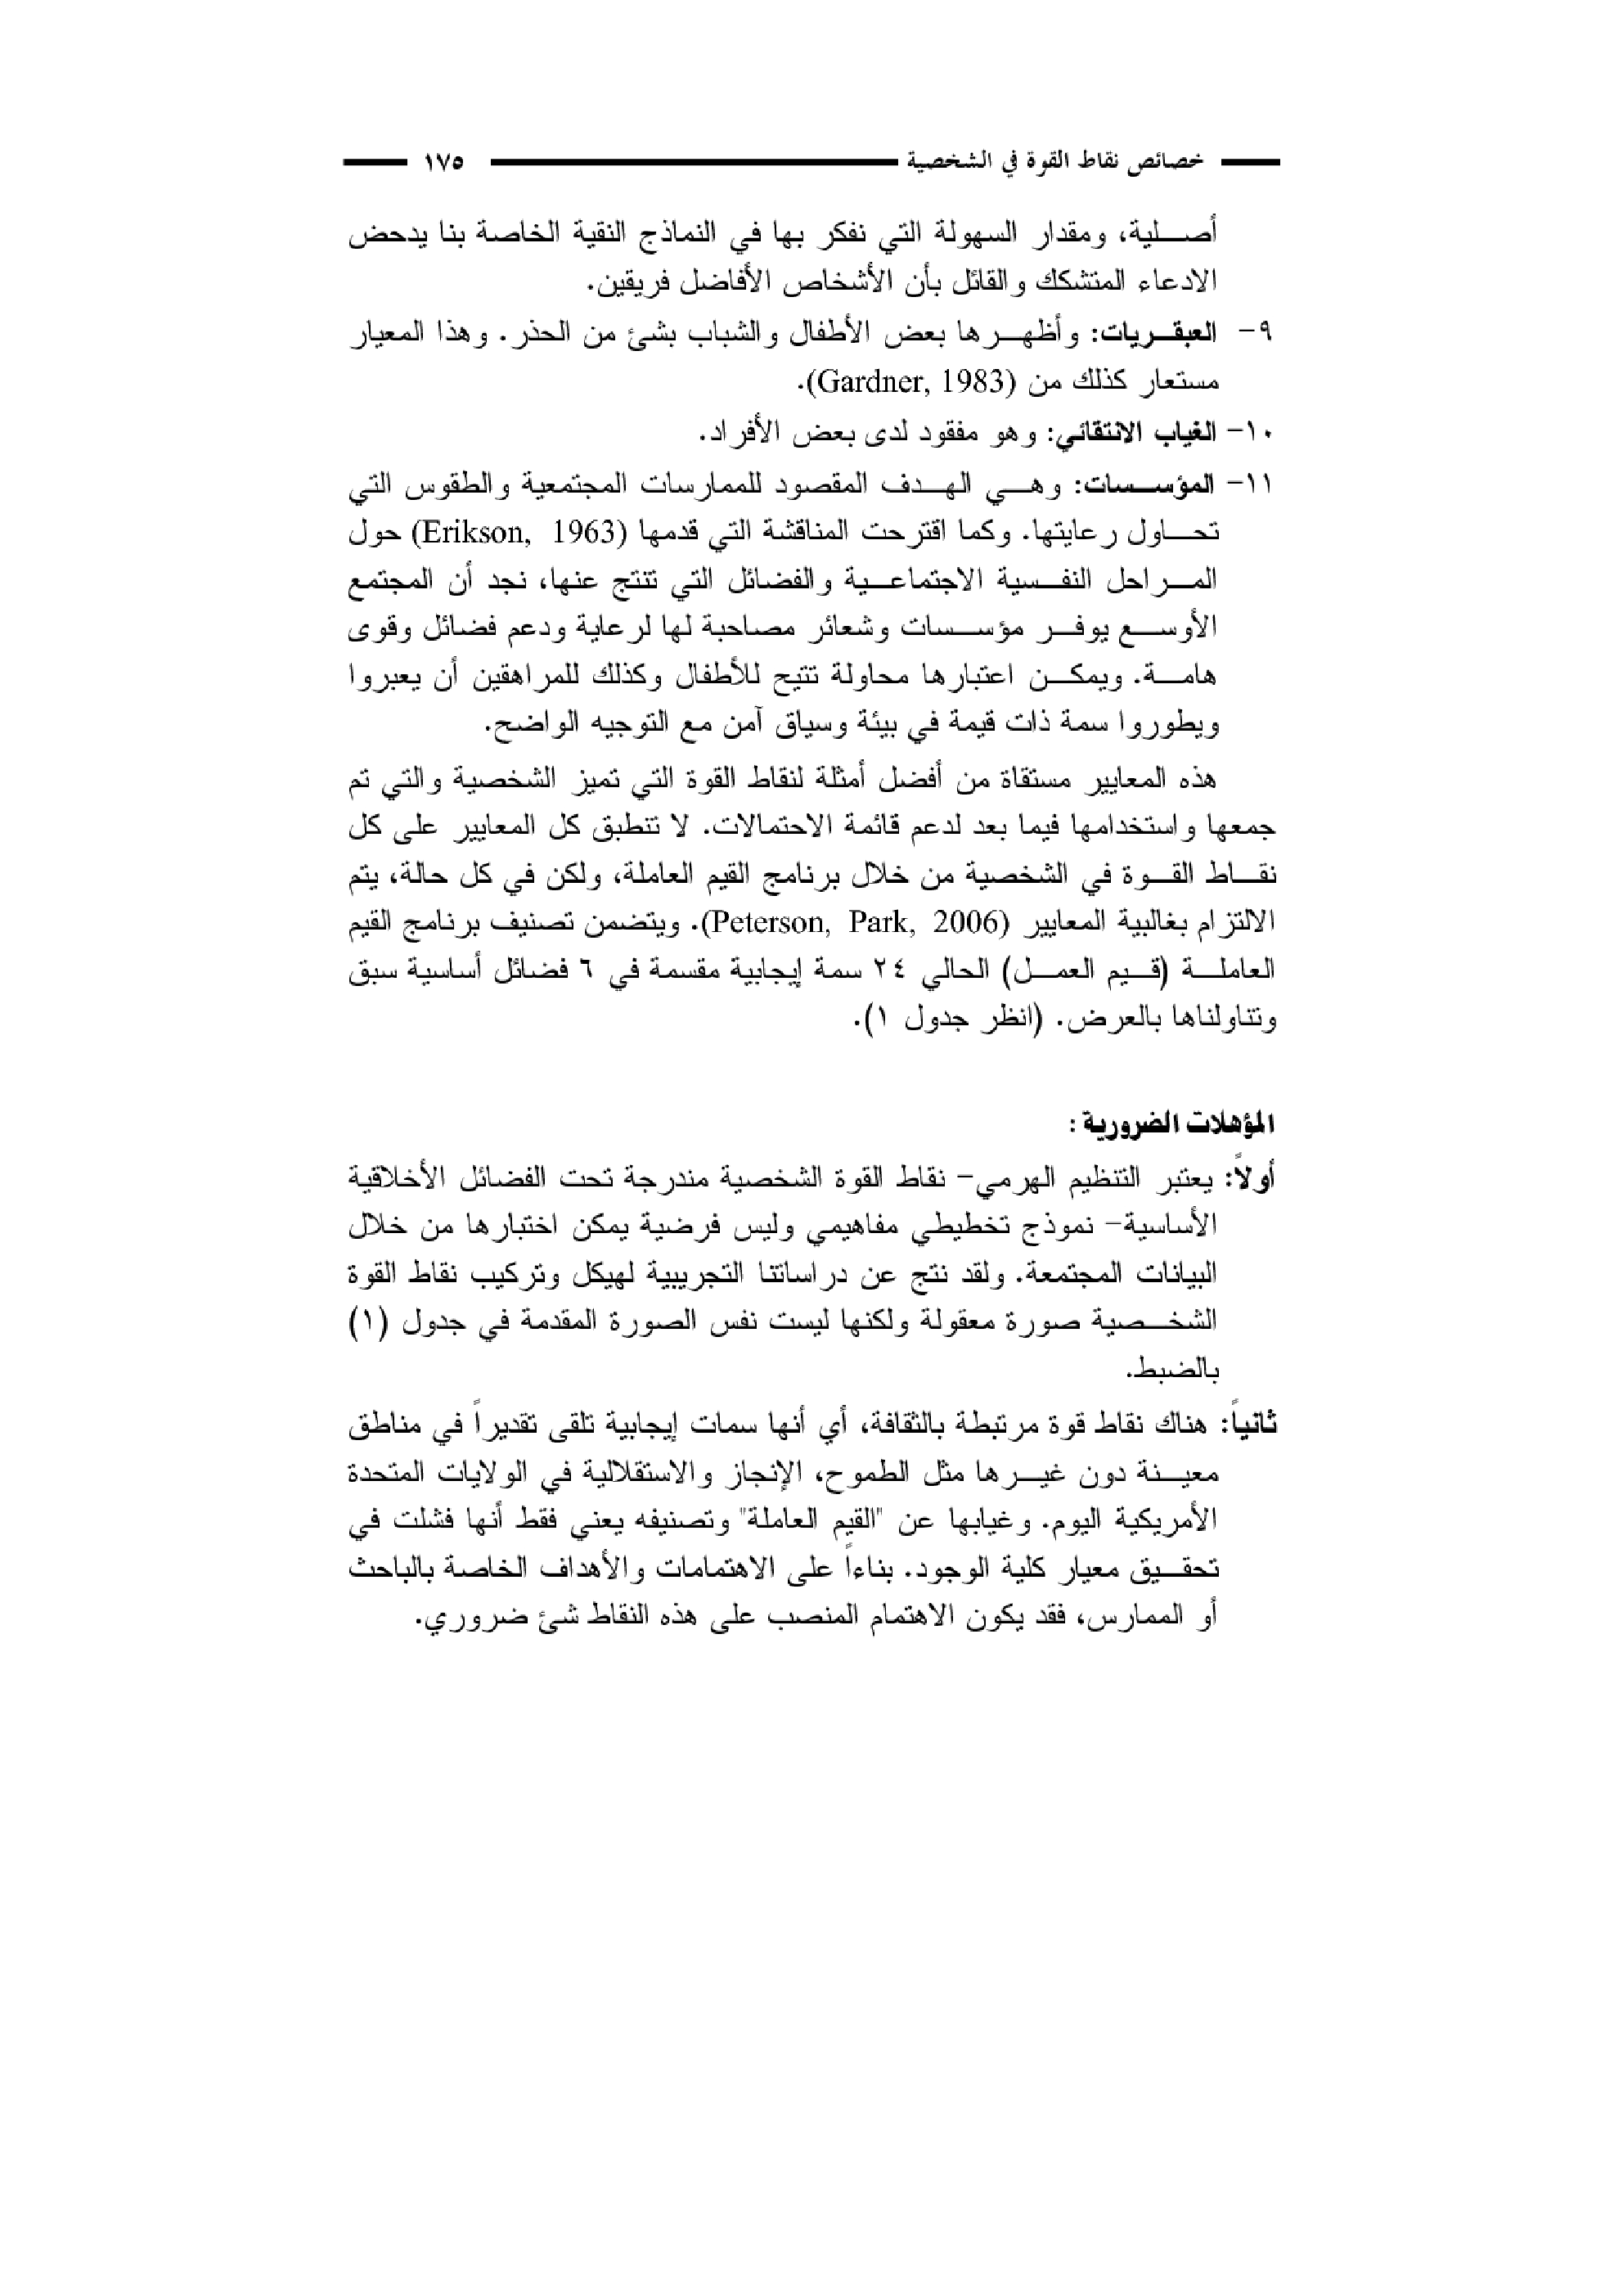 خصائص نقاط القوة في الشخصية ١٧٥
أصلية، ومقدار السهولة التي نفكر بها في النماذج النقية الخاصة بنا يدحض
الادعاء المتشكك والقائل بأن الأشخاص الأفاضل فريقين.
٩- العبقريات: وأظهرها بعض الأطفال والشباب بشئ من الحذر. وهذا المعيار
مستعار كذلك من (Gardner, 1983).
١٠- الغياب الانتقائي: وهو مفقود لدى بعض الأفراد.
١١- المؤسسات: وهي الهدف المقصود للممارسات المجتمعية والطقوس التي
تحاول رعايتها. وكما اقترحت المناقشة التي قدمها (Erikson, 1963) حول
المراحل النفسية الاجتماعية والفضائل التي تنتج عنها، نجد أن المجتمع
الأوسع يوفر مؤسسات وشعائر مصاحبة لها لرعاية ودعم فضائل وقوى
هامة. ويمكن اعتبارها محاولة تتيح للأطفال وكذلك للمراهقين أن يعبروا
ويطوروا سمة ذات قيمة في بيئة وسياق آمن مع التوجيه الواضح.
هذه المعايير مستقاة من أفضل أمثلة لنقاط القوة التي تميز الشخصية والتي تم
جمعها واستخدامها فيما بعد لدعم قائمة الاحتمالات. لا تنطبق كل المعايير على كل
نقاط القوة في الشخصية من خلال برنامج القيم العاملة، ولكن في كل حالة، يتم
الالتزام بغالبية المعايير (Peterson, Park, 2006). ويتضمن تصنيف برنامج القيم
العاملة (قيم العمل) الحالي ٢٤ سمة إيجابية مقسمة في ٦ فضائل أساسية سبق
وتناولناها بالعرض. (انظر جدول ١).
المؤهلات الضرورية :
أولاً: يعتبر التنظيم الهرمي- نقاط القوة الشخصية مندرجة تحت الفضائل الأخلاقية
الأساسية- نموذج تخطيطي مفاهيمي وليس فرضية يمكن اختبارها من خلال
البيانات المجتمعة. ولقد نتج عن دراساتنا التجريبية لهيكل وتركيب نقاط القوة
الشخصية صورة معقولة ولكنها ليست نفس الصورة المقدمة في جدول (١)
بالضبط.
ثانياً: هناك نقاط قوة مرتبطة بالثقافة، أي أنها سمات إيجابية تلقى تقديراً في مناطق
معينة دون غيرها مثل الطموح، الإنجاز والاستقلالية في الولايات المتحدة
الأمريكية اليوم. وغيابها عن "القيم العاملة" وتصنيفه يعني فقط أنها فشلت في
تحقيق معيار كلية الوجود. بناءاً على الاهتمامات والأهداف الخاصة بالباحث
أو الممارس، فقد يكون الاهتمام المنصب على هذه النقاط شئ ضروري.